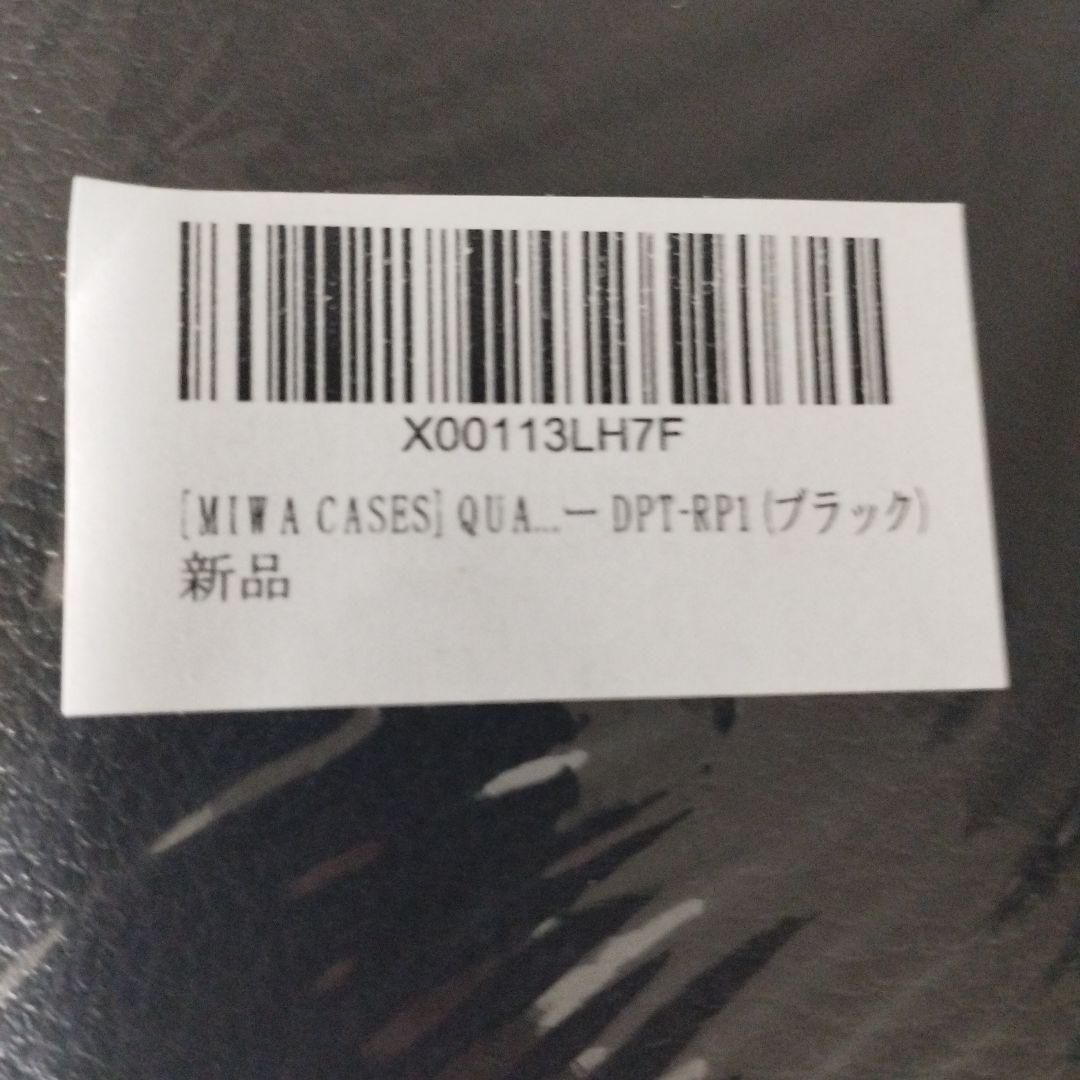 X00113LH7F
[MIWA CASES] QUA...ー DPT-RP1 (ブラック)
新品